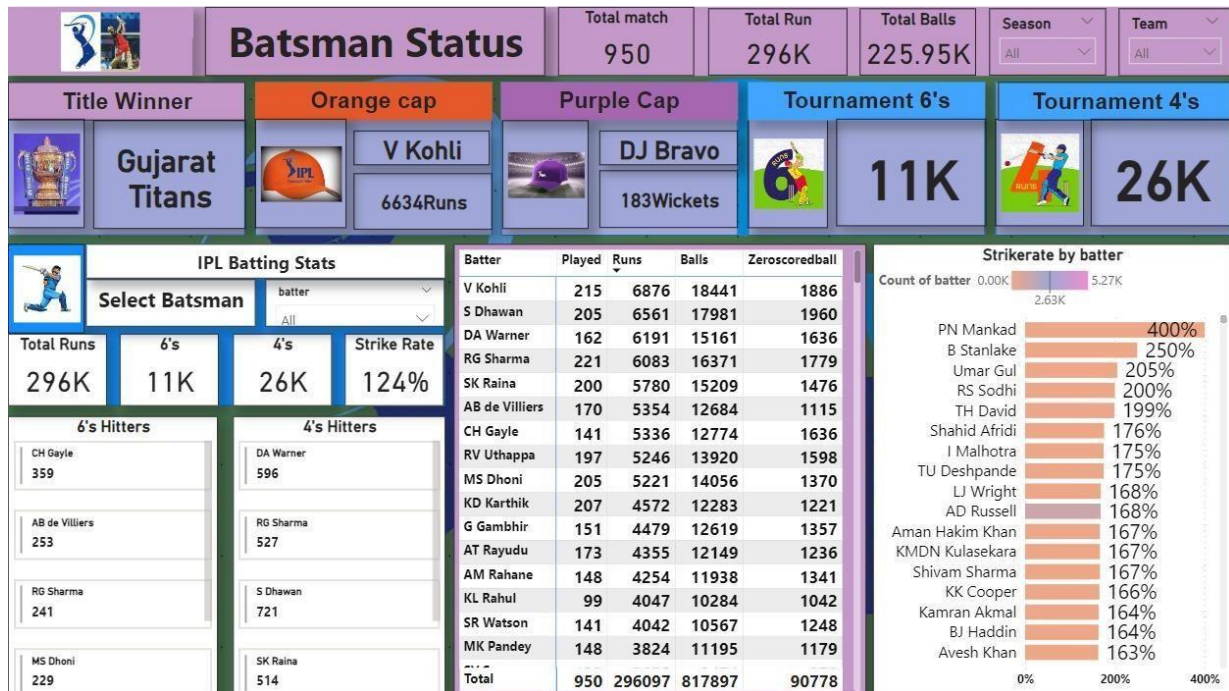 Batsman Status
Total match
950
Total Run
296K
Total Balls
225.95K
Season
All
Team
All
Title Winner
Gujarat
Titans
Orange cap
IPL
V Kohli
6634Runs
Purple Cap
DJ Bravo
183Wickets
Tournament 6's
RUNS
6
11K
Tournament 4's
4
RUNS
26K
IPL Batting Stats
Select Batsman
batter
All
Total Runs
296K
6's
11K
4's
26K
Strike Rate
124%
6's Hitters
CH Gayle
359
AB de Villiers
253
RG Sharma
241
MS Dhoni
229
4's Hitters
DA Warner
596
RG Sharma
527
S Dhawan
721
SK Raina
514
Batter Played Runs Balls Zeroscoredball
V Kohli 215 6876 18441 1886
S Dhawan 205 6561 17981 1960
DA Warner 162 6191 15161 1636
RG Sharma 221 6083 16371 1779
SK Raina 200 5780 15209 1476
AB de Villiers 170 5354 12684 1115
CH Gayle 141 5336 12774 1636
RV Uthappa 197 5246 13920 1598
MS Dhoni 205 5221 14056 1370
KD Karthik 207 4572 12283 1221
G Gambhir 151 4479 12619 1357
AT Rayudu 173 4355 12149 1236
AM Rahane 148 4254 11938 1341
KL Rahul 99 4047 10284 1042
SR Watson 141 4042 10567 1248
MK Pandey 148 3824 11195 1179
Total 950 296097 817897 90778
Strikerate by batter
Count of batter 0.00K 5.27K
2.63K
PN Mankad 400%
B Stanlake 250%
Umar Gul 205%
RS Sodhi 200%
TH David 199%
Shahid Afridi 176%
I Malhotra 175%
TU Deshpande 175%
LJ Wright 168%
AD Russell 168%
Aman Hakim Khan 167%
KMDN Kulasekara 167%
Shivam Sharma 167%
KK Cooper 166%
Kamran Akmal 164%
BJ Haddin 164%
Avesh Khan 163%
0% 200% 400%